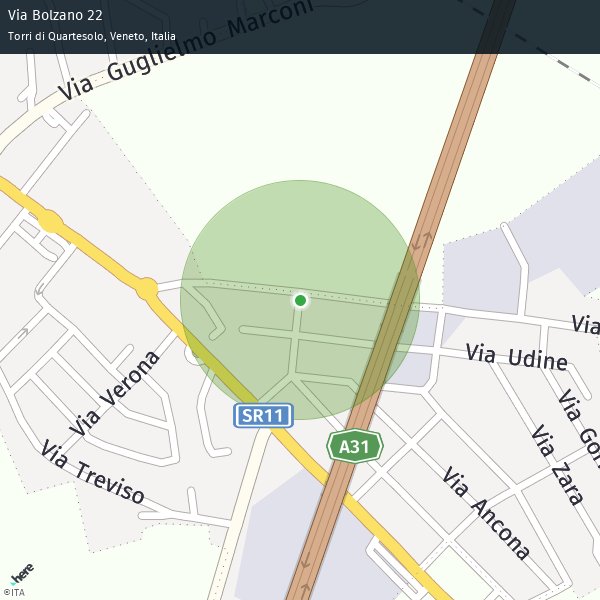 Via Bolzano 22
Torri di Quartesolo, Veneto, Italia
Via Guglielmo Marconi
Via
Via Udine
Via Verona
SR11
A31
Via Gor
Via Zara
Via Treviso
Via Ancona
here
©ITA